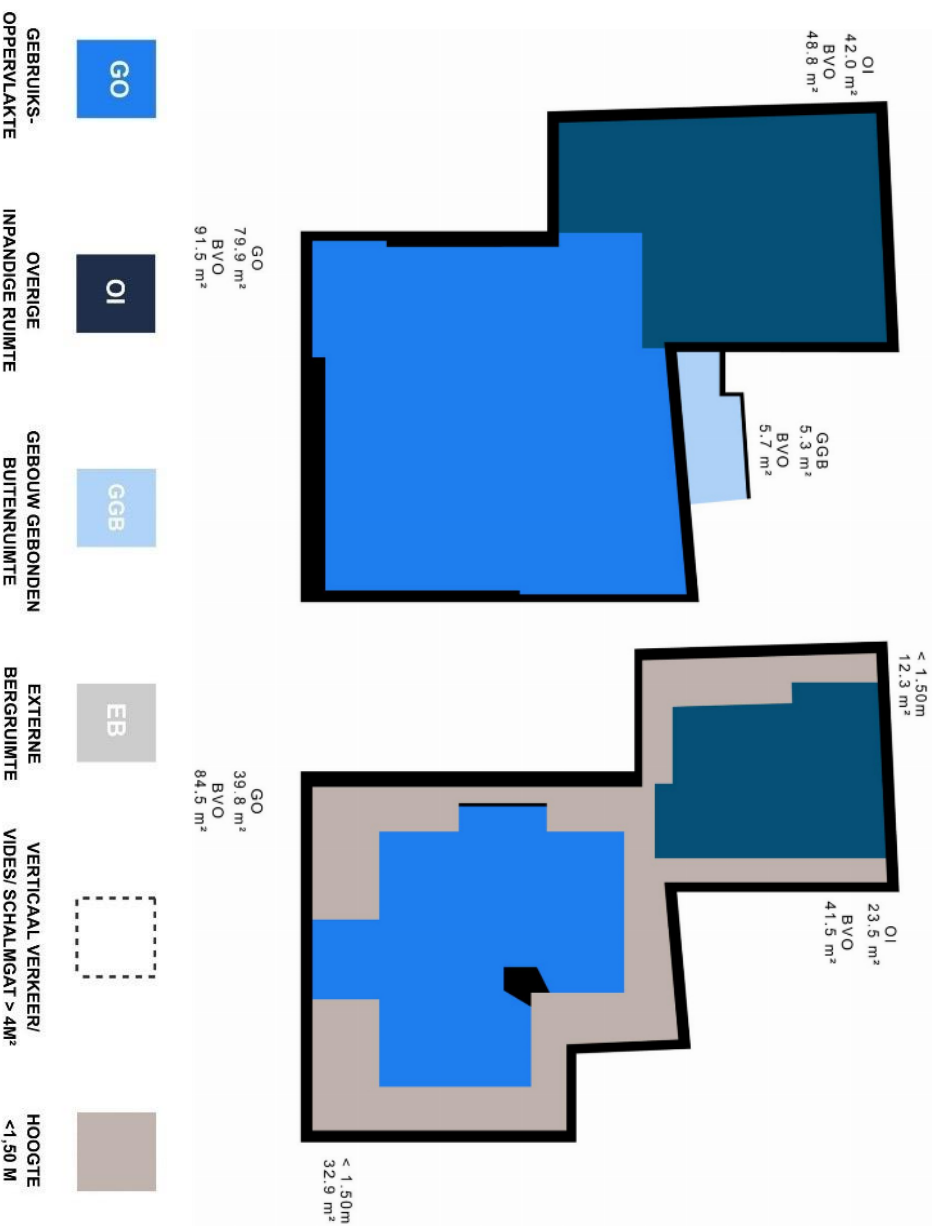 OI
42.0 m²
BVO
48.8 m²
GGB
5.3 m²
BVO
5.7 m²
GO
79.9 m²
BVO
91.5 m²
< 1.50m
12.3 m²
OI
23.5 m²
BVO
41.5 m²
< 1.50m
32.9 m²
GO
39.8 m²
BVO
84.5 m²
GO
GEBRUIKS-
OPPERVLAKTE
OI
OVERIGE
INPANDIGE RUIMTE
GGB
GEBOUW GEBONDEN
BUITENRUIMTE
EB
EXTERNE
BERGRUIMTE
VERTICAAL VERKEER/
VIDES/ SCHALMGAT > 4M²
HOOGTE
<1,50 M